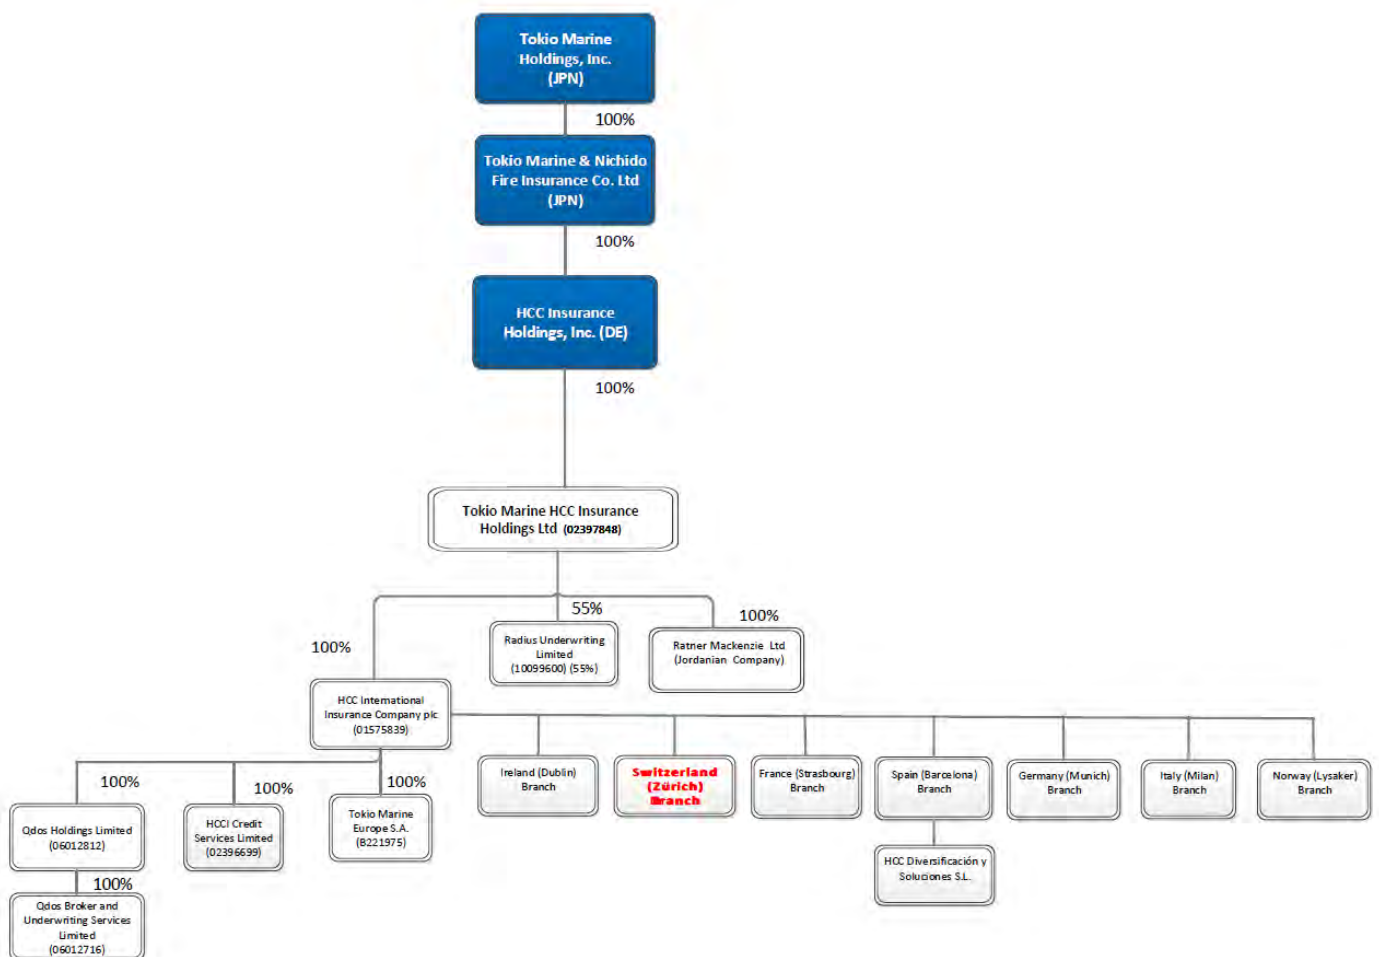 Tokio Marine
Holdings, Inc.
(JPN)
100%
Tokio Marine & Nichido
Fire Insurance Co. Ltd
(JPN)
100%
HCC Insurance
Holdings, Inc. (DE)
100%
Tokio Marine HCC Insurance
Holdings Ltd (02397848)
100%
55%
100%
Radius Underwriting
Limited
(10099600) (55%)
Ratner Mackenzie Ltd
(Jordanian Company)
HCC International
Insurance Company plc
(01575839)
Ireland (Dublin)
Branch
Switzerland
(Zürich)
Branch
France (Strasbourg)
Branch
Spain (Barcelona)
Branch
Germany (Munich)
Branch
Italy (Milan)
Branch
Norway (Lysaker)
Branch
HCC Diversificación y
Soluciones S.L.
100%
100%
100%
Qdos Holdings Limited
(06012812)
HCCI Credit
Services Limited
(02396699)
Tokio Marine
Europe S.A.
(B221975)
100%
Qdos Broker and
Underwriting Services
Limited
(06012716)